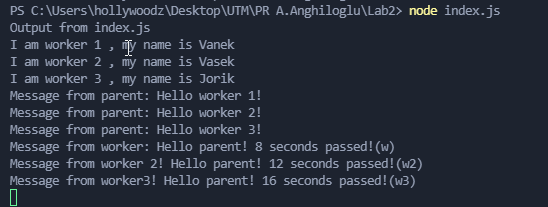 PS C:\Users\hollywoodz\Desktop\UTM\PR A.Anghiloglu\Lab2> node index.js
Output from index.js
I am worker 1 , my name is Vanek
I am worker 2 , my name is Vasek
I am worker 3 , my name is Jorik
Message from parent: Hello worker 1!
Message from parent: Hello worker 2!
Message from parent: Hello worker 3!
Message from worker: Hello parent! 8 seconds passed!(w)
Message from worker 2! Hello parent! 12 seconds passed!(w2)
Message from worker3! Hello parent! 16 seconds passed!(w3)